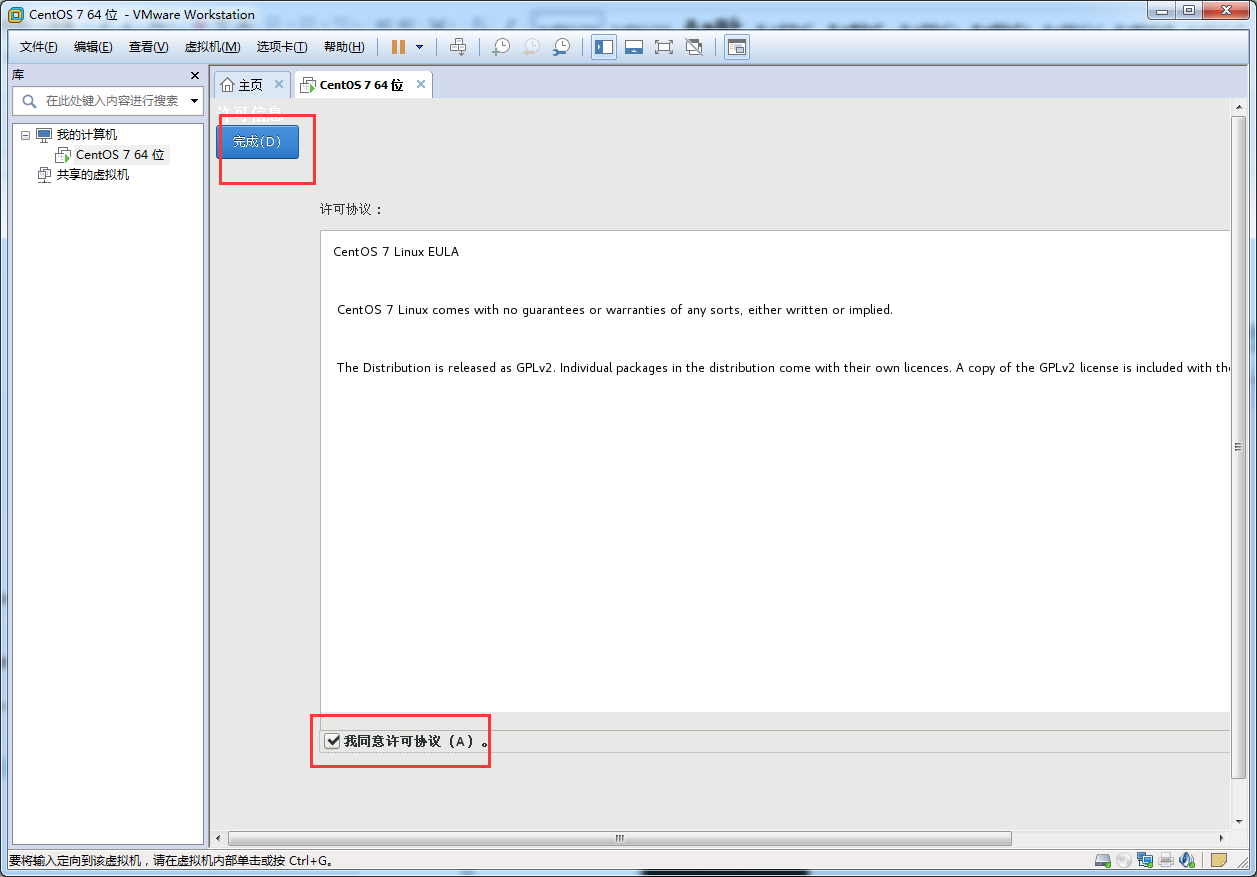 CentOS 7 64 位 - VMware Workstation
文件(F) 编辑(E) 查看(V) 虚拟机(M) 选项卡(T) 帮助(H)
库
主页
CentOS 7 64 位
在此处键入内容进行搜索
我的计算机
CentOS 7 64 位
共享的虚拟机
许可信息
完成(D)
许可协议：
CentOS 7 Linux EULA
CentOS 7 Linux comes with no guarantees or warranties of any sorts, either written or implied.
The Distribution is released as GPLv2. Individual packages in the distribution come with their own licences. A copy of the GPLv2 license is included with
我同意许可协议（A）。
要将输入定向到该虚拟机，请在虚拟机内部单击或按 Ctrl+G。